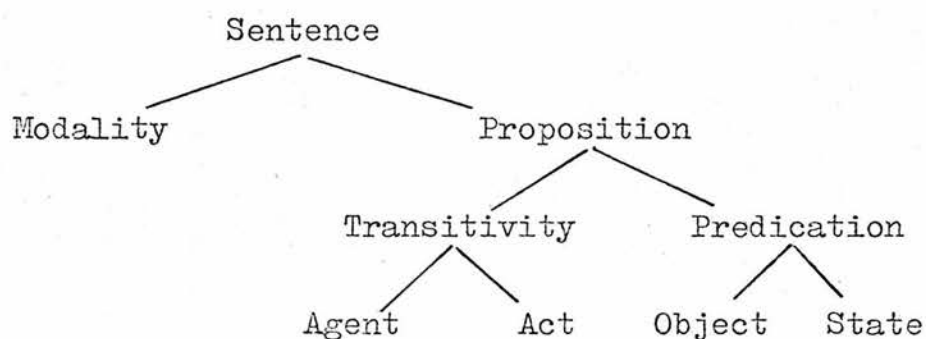 Sentence
Modality Proposition
Transitivity Predication
Agent Act Object State